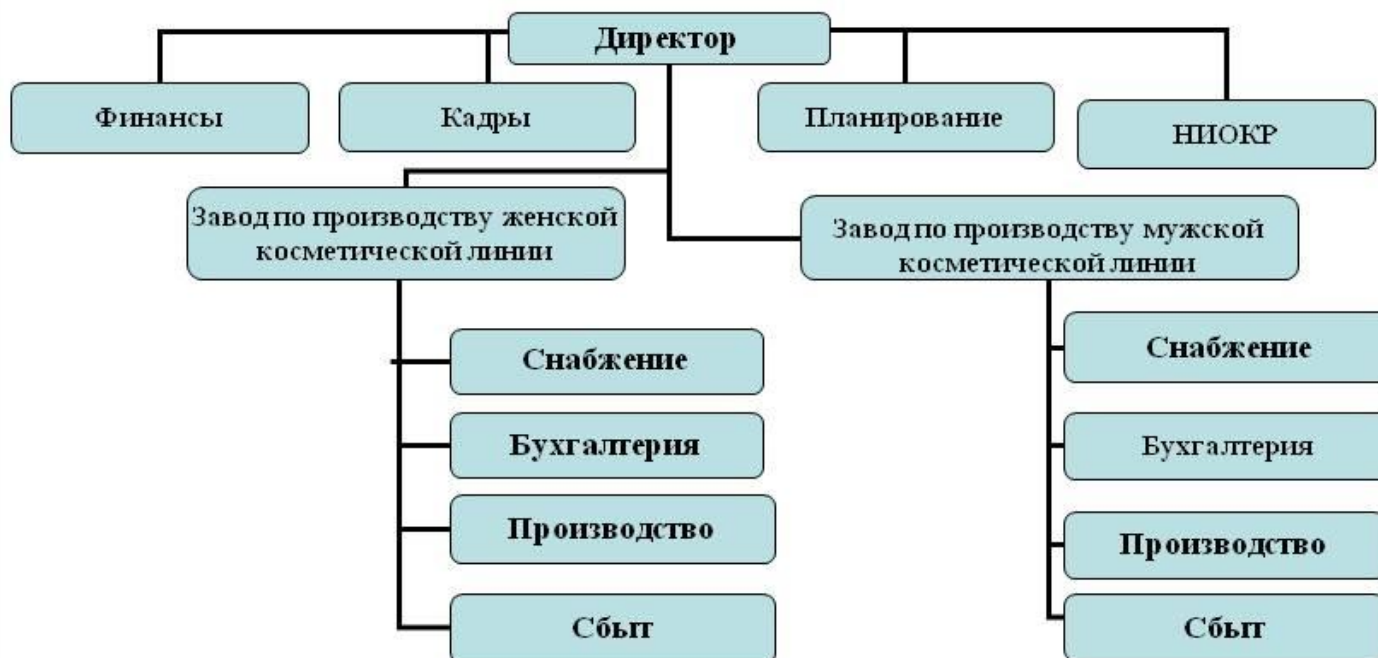 Директор
Финансы
Кадры
Планирование
НИОКР
Завод по производству женской
косметической линии
Завод по производству мужской
косметической линии
Снабжение
Бухгалтерия
Производство
Сбыт
Снабжение
Бухгалтерия
Производство
Сбыт